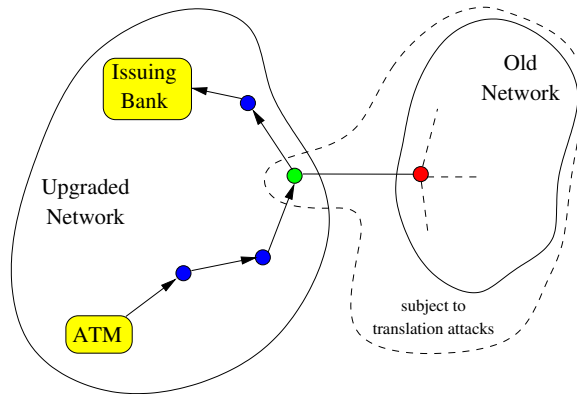 Issuing
Bank
Old
Network
Upgraded
Network
ATM
subject to
translation attacks